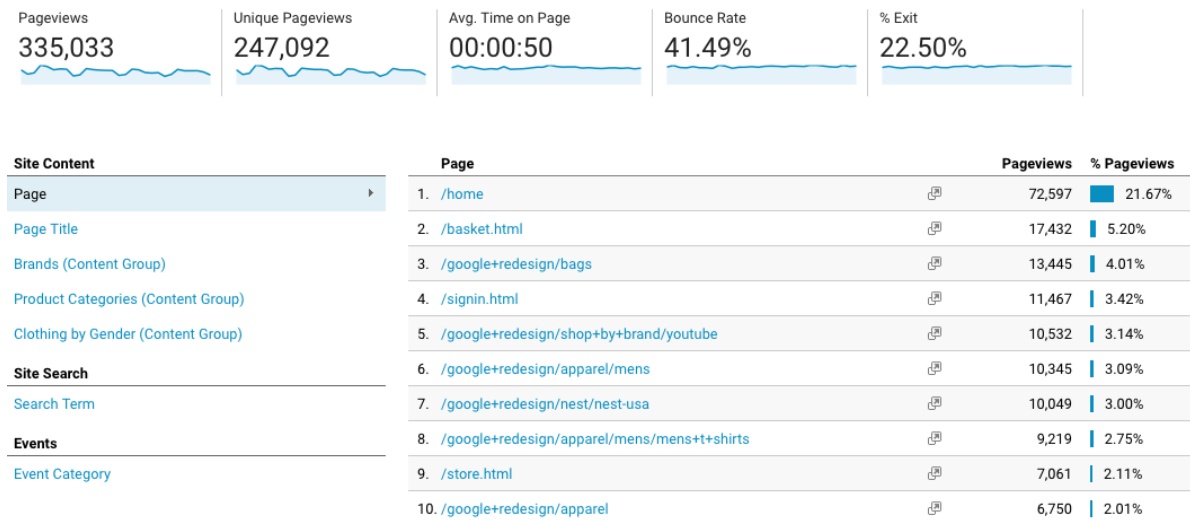 Pageviews
335,033
Unique Pageviews
247,092
Avg. Time on Page
00:00:50
Bounce Rate
41.49%
% Exit
22.50%
Site Content
Page
Page Title
Brands (Content Group)
Product Categories (Content Group)
Clothing by Gender (Content Group)
Site Search
Search Term
Events
Event Category
Page Pageviews % Pageviews
1. /home 72,597 21.67%
2. /basket.html 17,432 5.20%
3. /google+redesign/bags 13,445 4.01%
4. /signin.html 11,467 3.42%
5. /google+redesign/shop+by+brand/youtube 10,532 3.14%
6. /google+redesign/apparel/mens 10,345 3.09%
7. /google+redesign/nest/nest-usa 10,049 3.00%
8. /google+redesign/apparel/mens/mens+t+shirts 9,219 2.75%
9. /store.html 7,061 2.11%
10. /google+redesign/apparel 6,750 2.01%